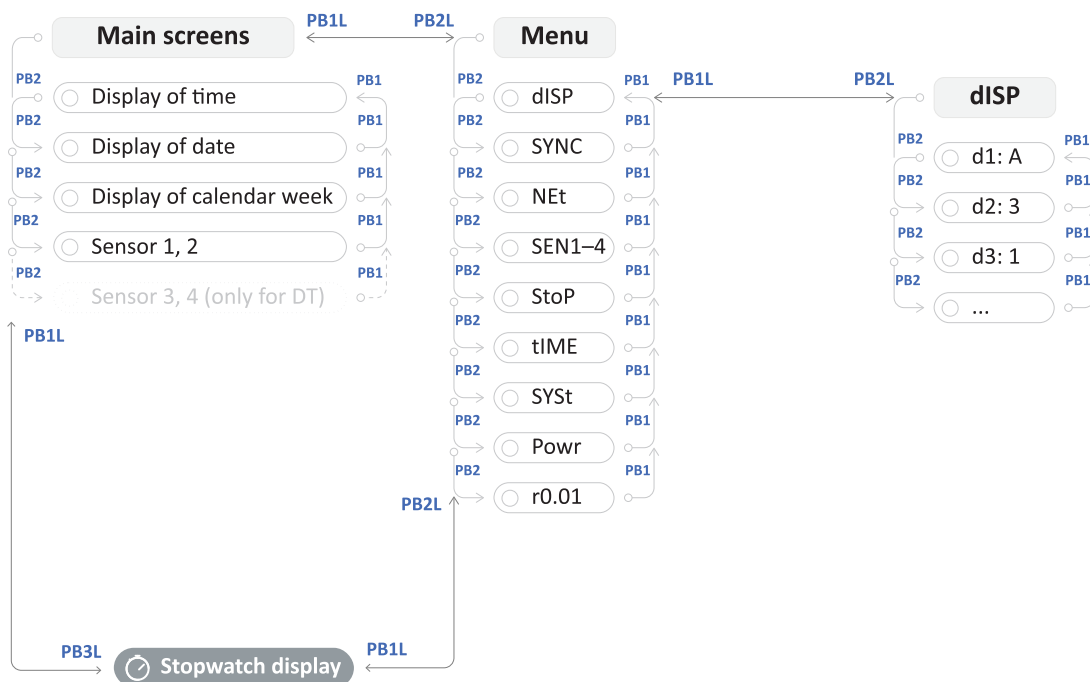 PB1L
PB2L
Main screens
Menu
PB2
PB1
Display of time
PB2
PB1
Display of date
PB2
PB1
Display of calendar week
PB2
PB1
Sensor 1, 2
PB2
PB1
Sensor 3, 4 (only for DT)
PB1L
PB2
PB1
dISP
PB2
PB1
SYNC
PB2
PB1
NEt
PB2
PB1
SEN1–4
PB2
PB1
StoP
PB2
PB1
tIME
PB2
PB1
SYSt
PB2
PB1
Powr
PB2
PB1
r0.01
PB2L
PB1L
PB2L
dISP
PB2
PB1
d1: A
PB2
PB1
d2: 3
PB2
PB1
d3: 1
PB2
PB1
...
PB3L
Stopwatch display
PB1L